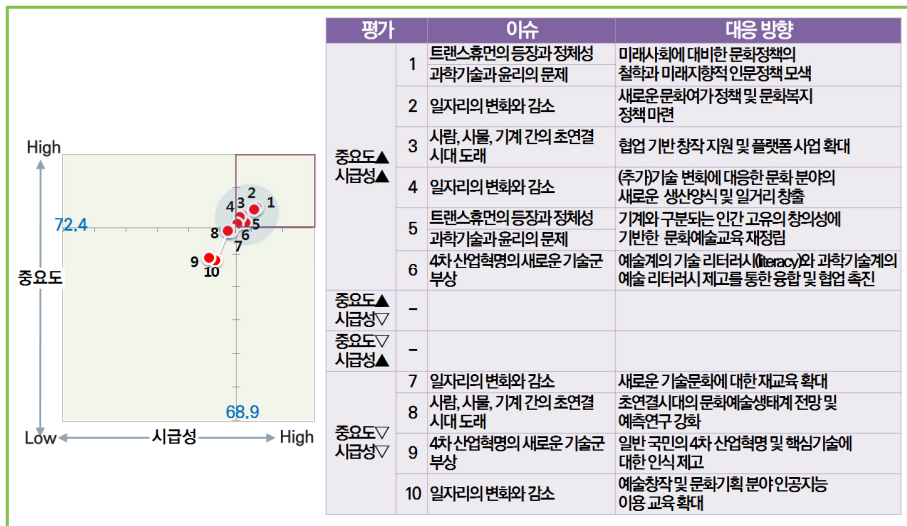 High
72.4
중요도
Low
시급성
High
68.9
1
2
3
4
5
6
7
8
9
10
평가
이슈
대응 방향
중요도▲
시급성▲
1
트랜스휴먼의 등장과 정체성
과학기술과 윤리의 문제
미래사회에 대비한 문화정책의
철학과 미래지향적 인문정책 모색
2
일자리의 변화와 감소
새로운 문화여가 정책 및 문화복지
정책 마련
3
사람, 사물, 기계 간의 초연결
시대 도래
협업 기반 창작 지원 및 플랫폼 사업 확대
4
일자리의 변화와 감소
(추가)기술 변화에 대응한 문화 분야의
새로운 생산양식 및 일거리 창출
5
트랜스휴먼의 등장과 정체성
과학기술과 윤리의 문제
기계와 구분되는 인간 고유의 창의성에
기반한 문화예술교육 재정립
6
4차 산업혁명의 새로운 기술군
부상
예술계의 기술 리터러시(literacy)와 과학기술계의
예술 리터러시 제고를 통한 융합 및 협업 촉진
중요도▲
시급성▽
–
중요도▽
시급성▲
–
중요도▽
시급성▽
7
일자리의 변화와 감소
새로운 기술문화에 대한 재교육 확대
8
사람, 사물, 기계 간의 초연결
시대 도래
초연결시대의 문화예술생태계 전망 및
예측연구 강화
9
4차 산업혁명의 새로운 기술군
부상
일반 국민의 4차 산업혁명 및 핵심기술에
대한 인식 제고
10
일자리의 변화와 감소
예술창작 및 문화기획 분야 인공지능
이용 교육 확대